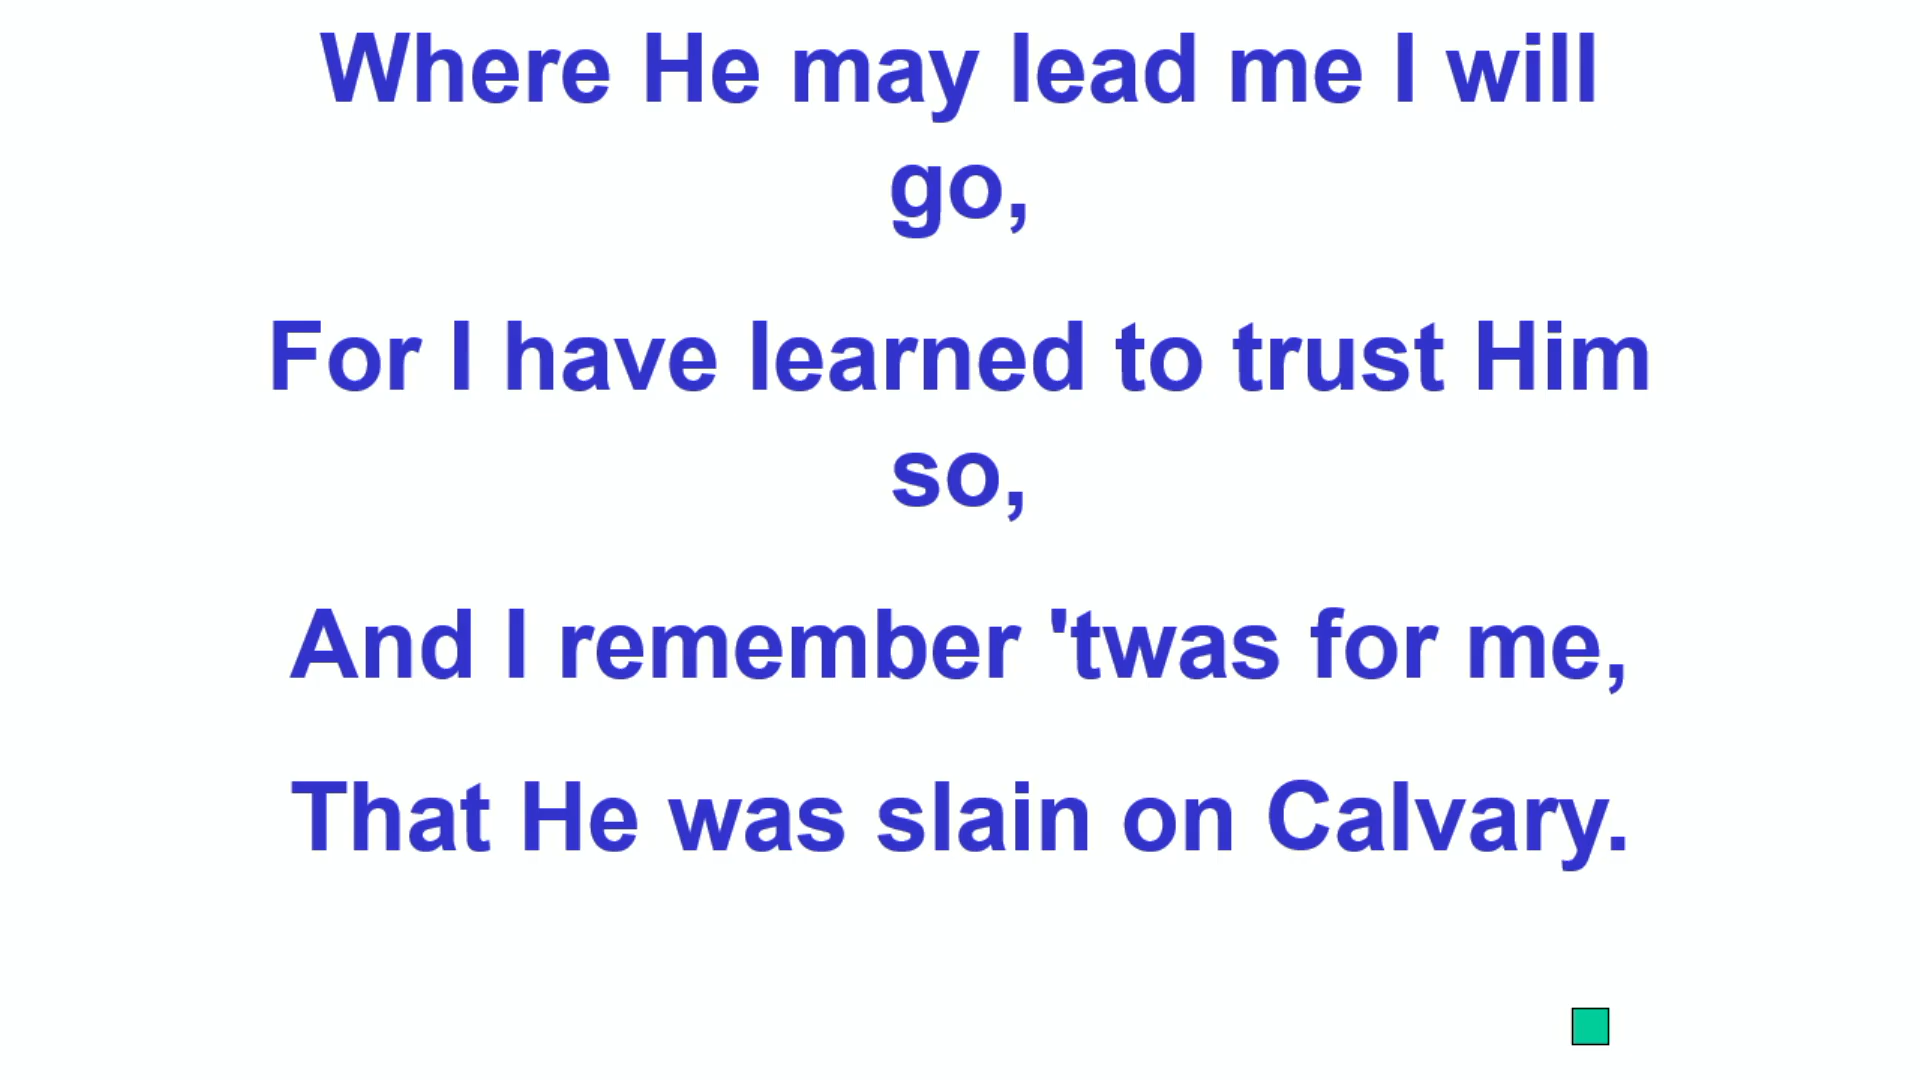 Where He may lead me I will
go,
For I have learned to trust Him
so,
And I remember 'twas for me,
That He was slain on Calvary.